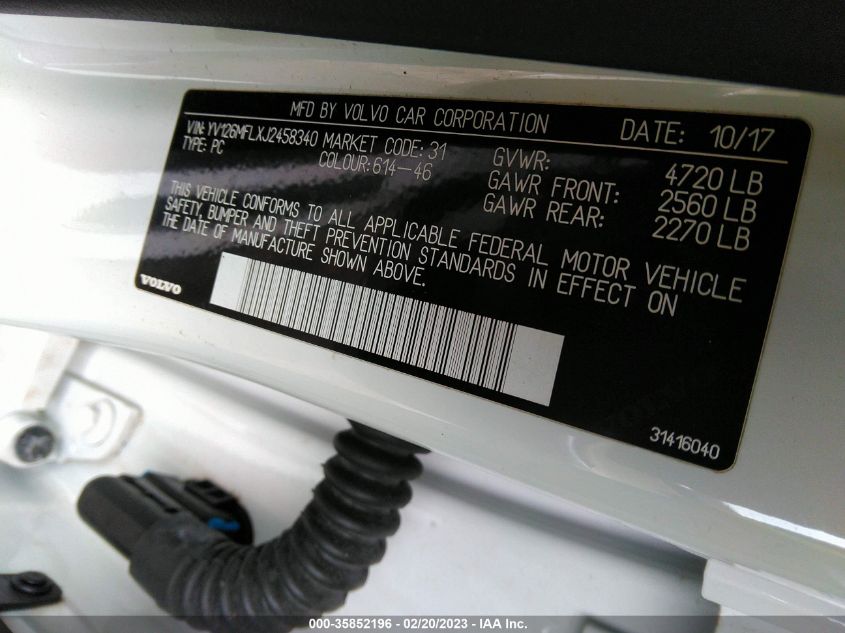 MFD BY VOLVO CAR CORPORATION DATE: 10/17
VIN: YV126MFLXJ2458340 MARKET CODE: 31 GVWR: 4720 LB
TYPE: PC COLOUR: 614-46 GAWR FRONT: 2560 LB
GAWR REAR: 2270 LB
THIS VEHICLE CONFORMS TO ALL APPLICABLE FEDERAL MOTOR VEHICLE
SAFETY, BUMPER AND THEFT PREVENTION STANDARDS IN EFFECT ON
THE DATE OF MANUFACTURE SHOWN ABOVE.
VOLVO
31416040
000-35852196 - 02/20/2023 - © IAA Inc.